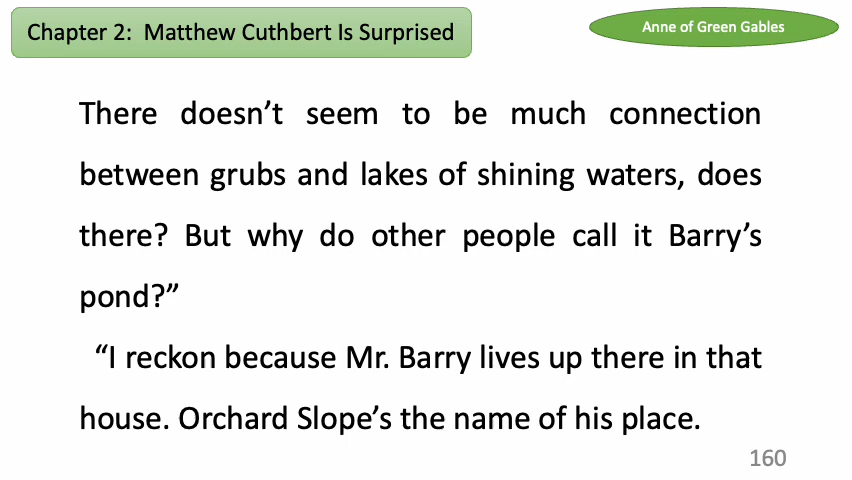 Chapter 2:  Matthew Cuthbert Is Surprised
Anne of Green Gables
There doesn’t seem to be much connection
between grubs and lakes of shining waters, does
there? But why do other people call it Barry’s
pond?”
“I reckon because Mr. Barry lives up there in that
house. Orchard Slope’s the name of his place.
160